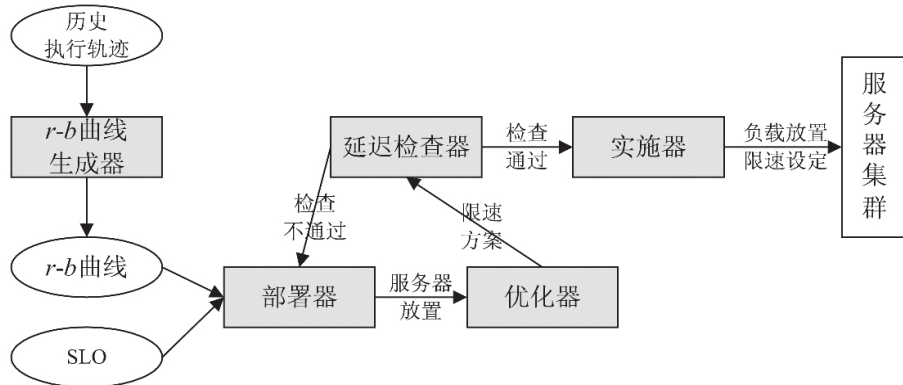 历史
执行轨迹
r-b曲线
生成器
r-b曲线
SLO
延迟检查器
检查
通过
实施器
负载放置
限速设定
服
务
器
集
群
检查
不通过
限速
方案
部署器
服务器
放置
优化器